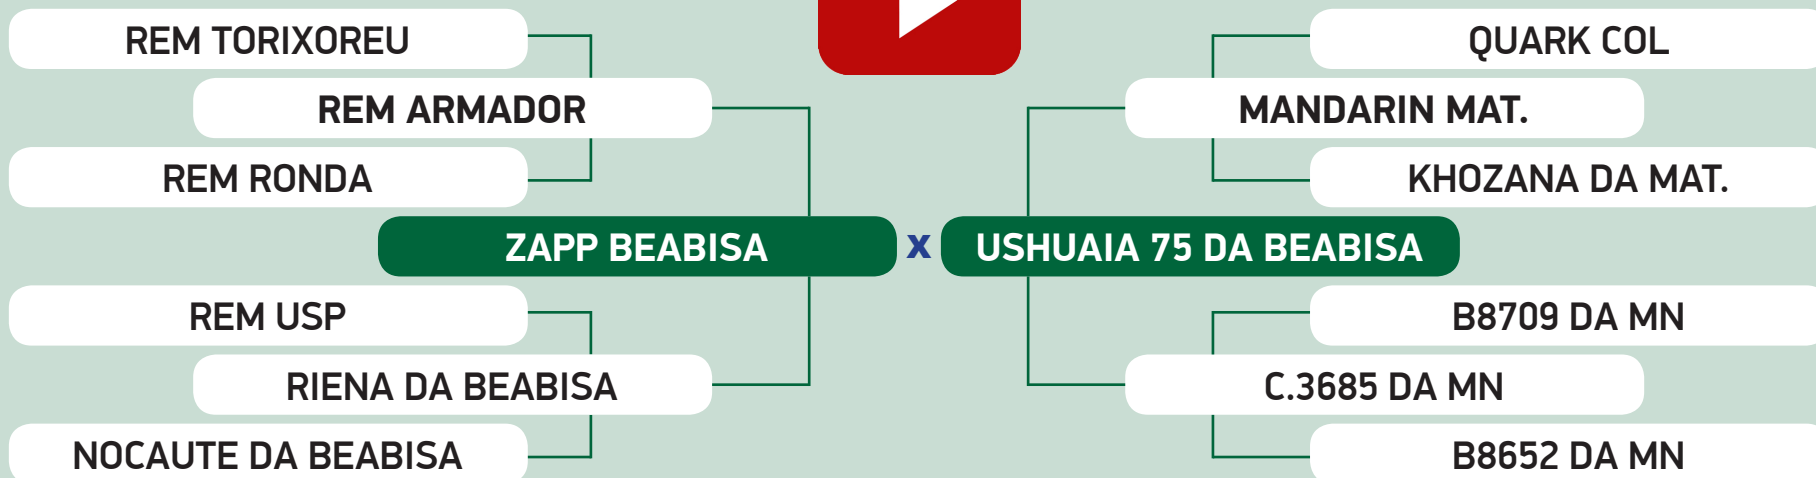 REM TORIXOREU
QUARK COL
REM ARMADOR
MANDARIN MAT.
REM RONDA
KHOZANA DA MAT.
ZAPP BEABISA X USHUAIA 75 DA BEABISA
REM USP
B8709 DA MN
RIENA DA BEABISA
C.3685 DA MN
NOCAUTE DA BEABISA
B8652 DA MN